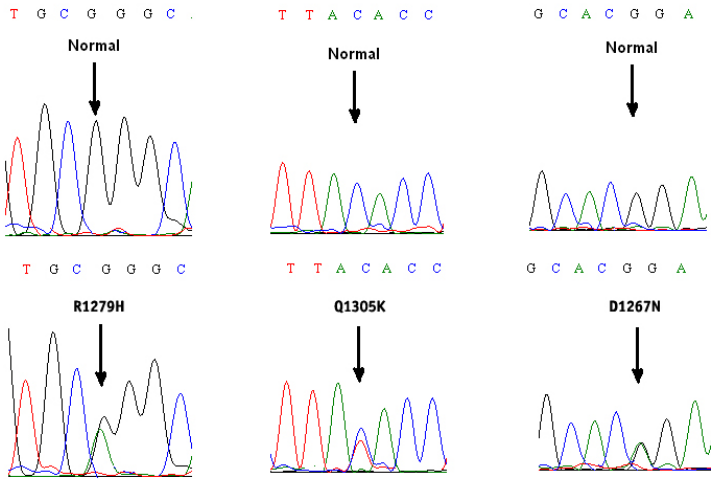 T G C G G G C
Normal
T T A C A C C
Normal
G C A C G G A
Normal
T G C G G G C
R1279H
T T A C A C C
Q1305K
G C A C G G A
D1267N